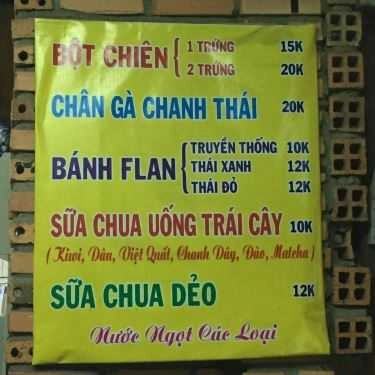 BỘT CHIÊN { 1 TRỨNG 15K
2 TRỨNG 20K
CHÂN GÀ CHANH THÁI 20K
BÁNH FLAN { TRUYỀN THỐNG 10K
THÁI XANH 12K
THÁI ĐỎ 12K
SỮA CHUA UỐNG TRÁI CÂY 10K
( Kiwi, Dâu, Việt Quất, Chanh Dây, Đào, Matcha )
SỮA CHUA DẺO 12K
Nước Ngọt Các Loại